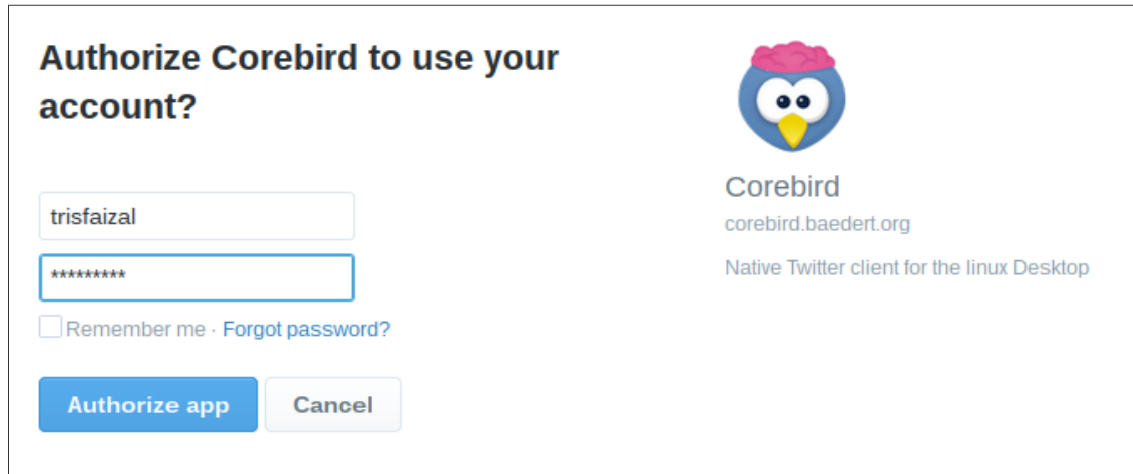 Authorize Corebird to use your
account?
trisfaizal
*********
Remember me · Forgot password?
Authorize app
Cancel
Corebird
corebird.baedert.org
Native Twitter client for the linux Desktop